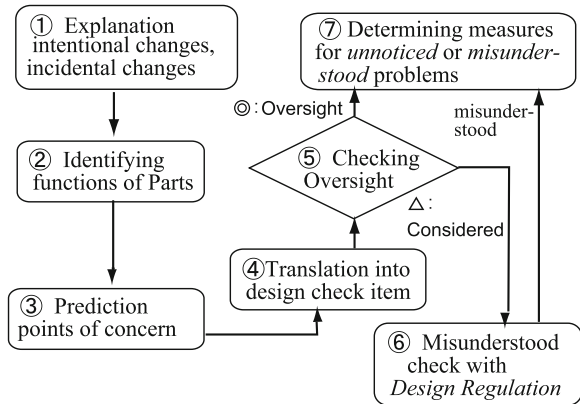 ① Explanation
intentional changes,
incidental changes
② Identifying
functions of Parts
③ Prediction
points of concern
④Translation into
design check item
⑤ Checking
Oversight
◎: Oversight
△:
Considered
⑥ Misunderstood
check with
Design Regulation
misunder-
stood
⑦ Determining measures
for unnoticed or misunder-
stood problems